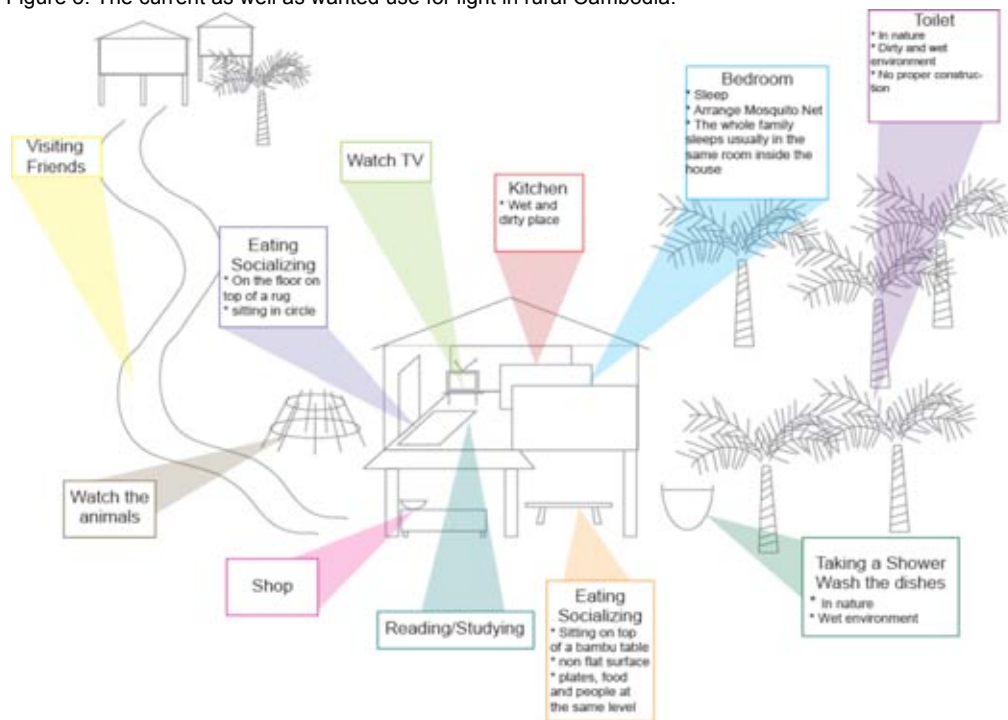 Figure 3. The current as well as wanted use for light in rural Cambodia.
Toilet
* In nature
* Dirty and wet
environment
* No proper construc-
tion
Bedroom
* Sleep
* Arrange Mosquito Net
* The whole family
sleeps usually in the
same room inside the
house
Visiting
Friends
Watch TV
Kitchen
* Wet and
dirty place
Eating
Socializing
* On the floor on
top of a rug
* sitting in circle
Watch the
animals
Shop
Reading/Studying
Eating
Socializing
* Sitting on top
of a bambu table
* non flat surface
* plates, food
and people at
the same level
Taking a Shower
Wash the dishes
* In nature
* Wet environment